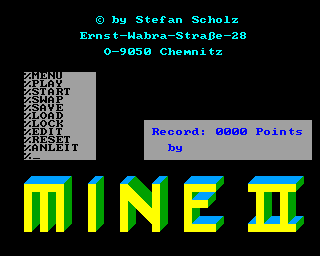 © by Stefan Scholz
Ernst-Wabra-Straße-28
O-9050 Chemnitz
%MENU
%PLAY
%START
%SWAP
%SAVE
%LOAD
%LOCK
%EDIT
%RESET
%ANLEIT
%_
Record: 0000 Points
by
MINE II